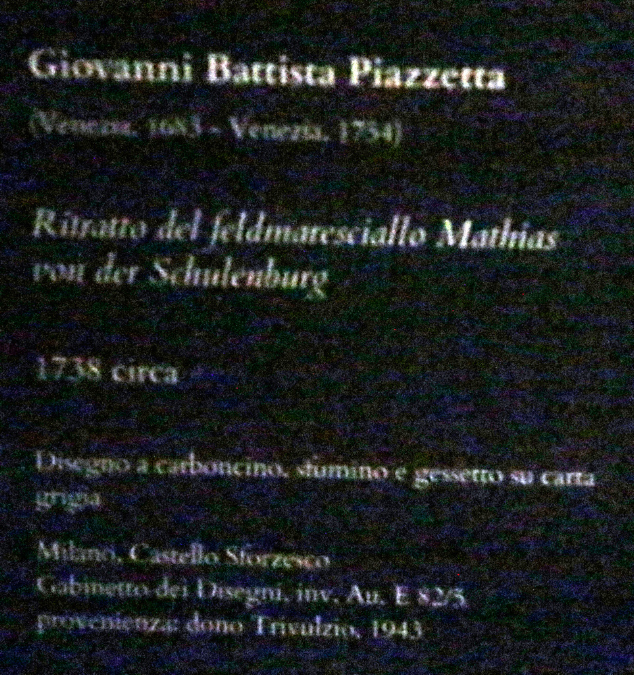 Giovanni Battista Piazzetta
(Venezia, 1683 - Venezia, 1754)
Ritratto del feldmaresciallo Mathias
von der Schulenburg
1738 circa
Disegno a carboncino, sfumino e gessetto su carta
grigia
Milano, Castello Sforzesco
Gabinetto dei Disegni, inv. Au. E 82/5
provenienza: dono Trivulzio, 1943